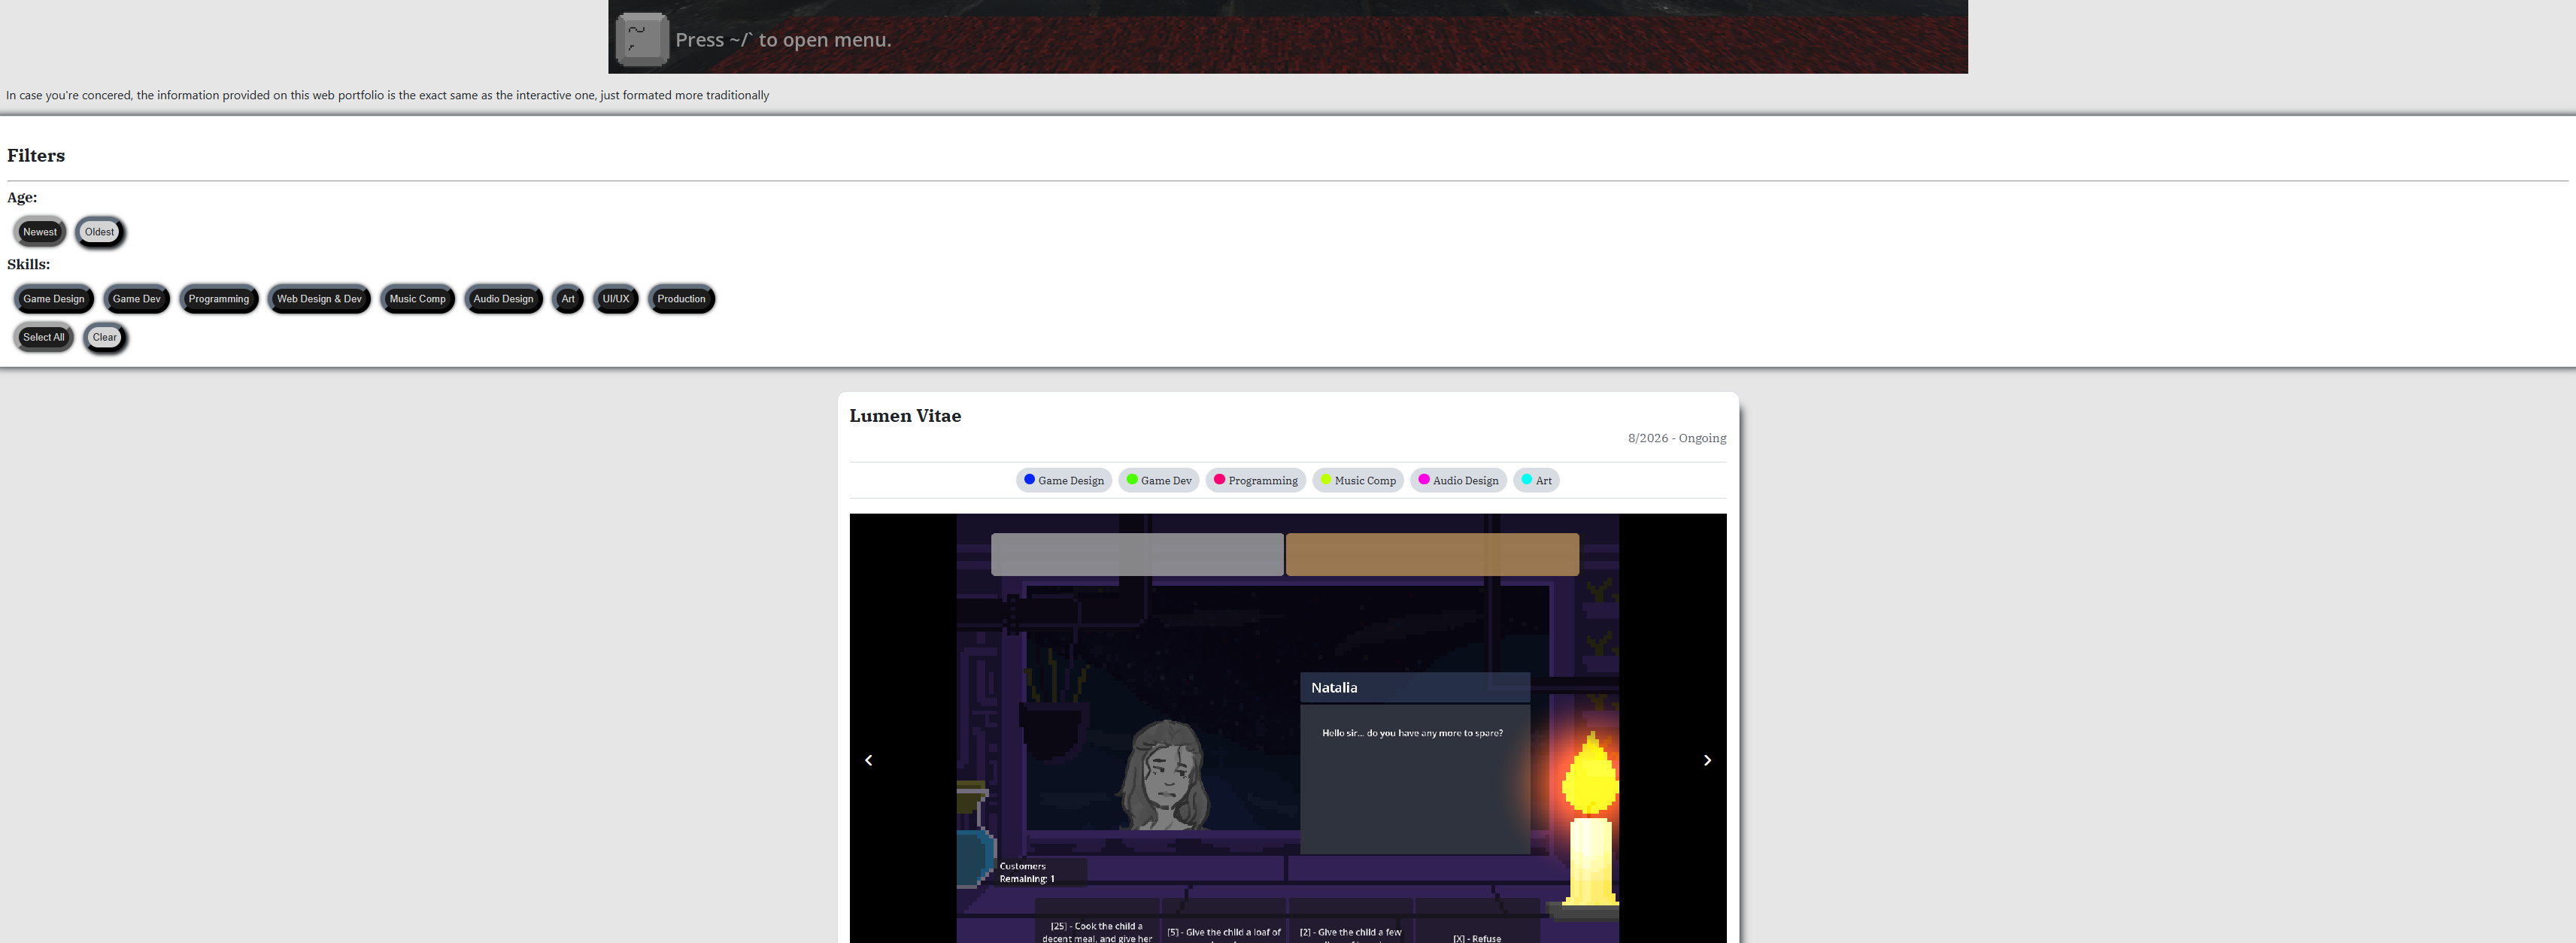 Press ~/` to open menu.
In case you're concered, the information provided on this web portfolio is the exact same as the interactive one, just formated more traditionally
Filters
Age:
Newest Oldest
Skills:
Game Design Game Dev Programming Web Design & Dev Music Comp Audio Design Art UI/UX Production
Select All Clear
Lumen Vitae
8/2026 - Ongoing
Game Design Game Dev Programming Music Comp Audio Design Art
Natalia
Hello sir... do you have any more to spare?
Customers
Remaining: 1
[25] - Cook the child a
decent meal, and give her
[5] - Give the child a loaf of
[2] - Give the child a few
[X] - Refuse